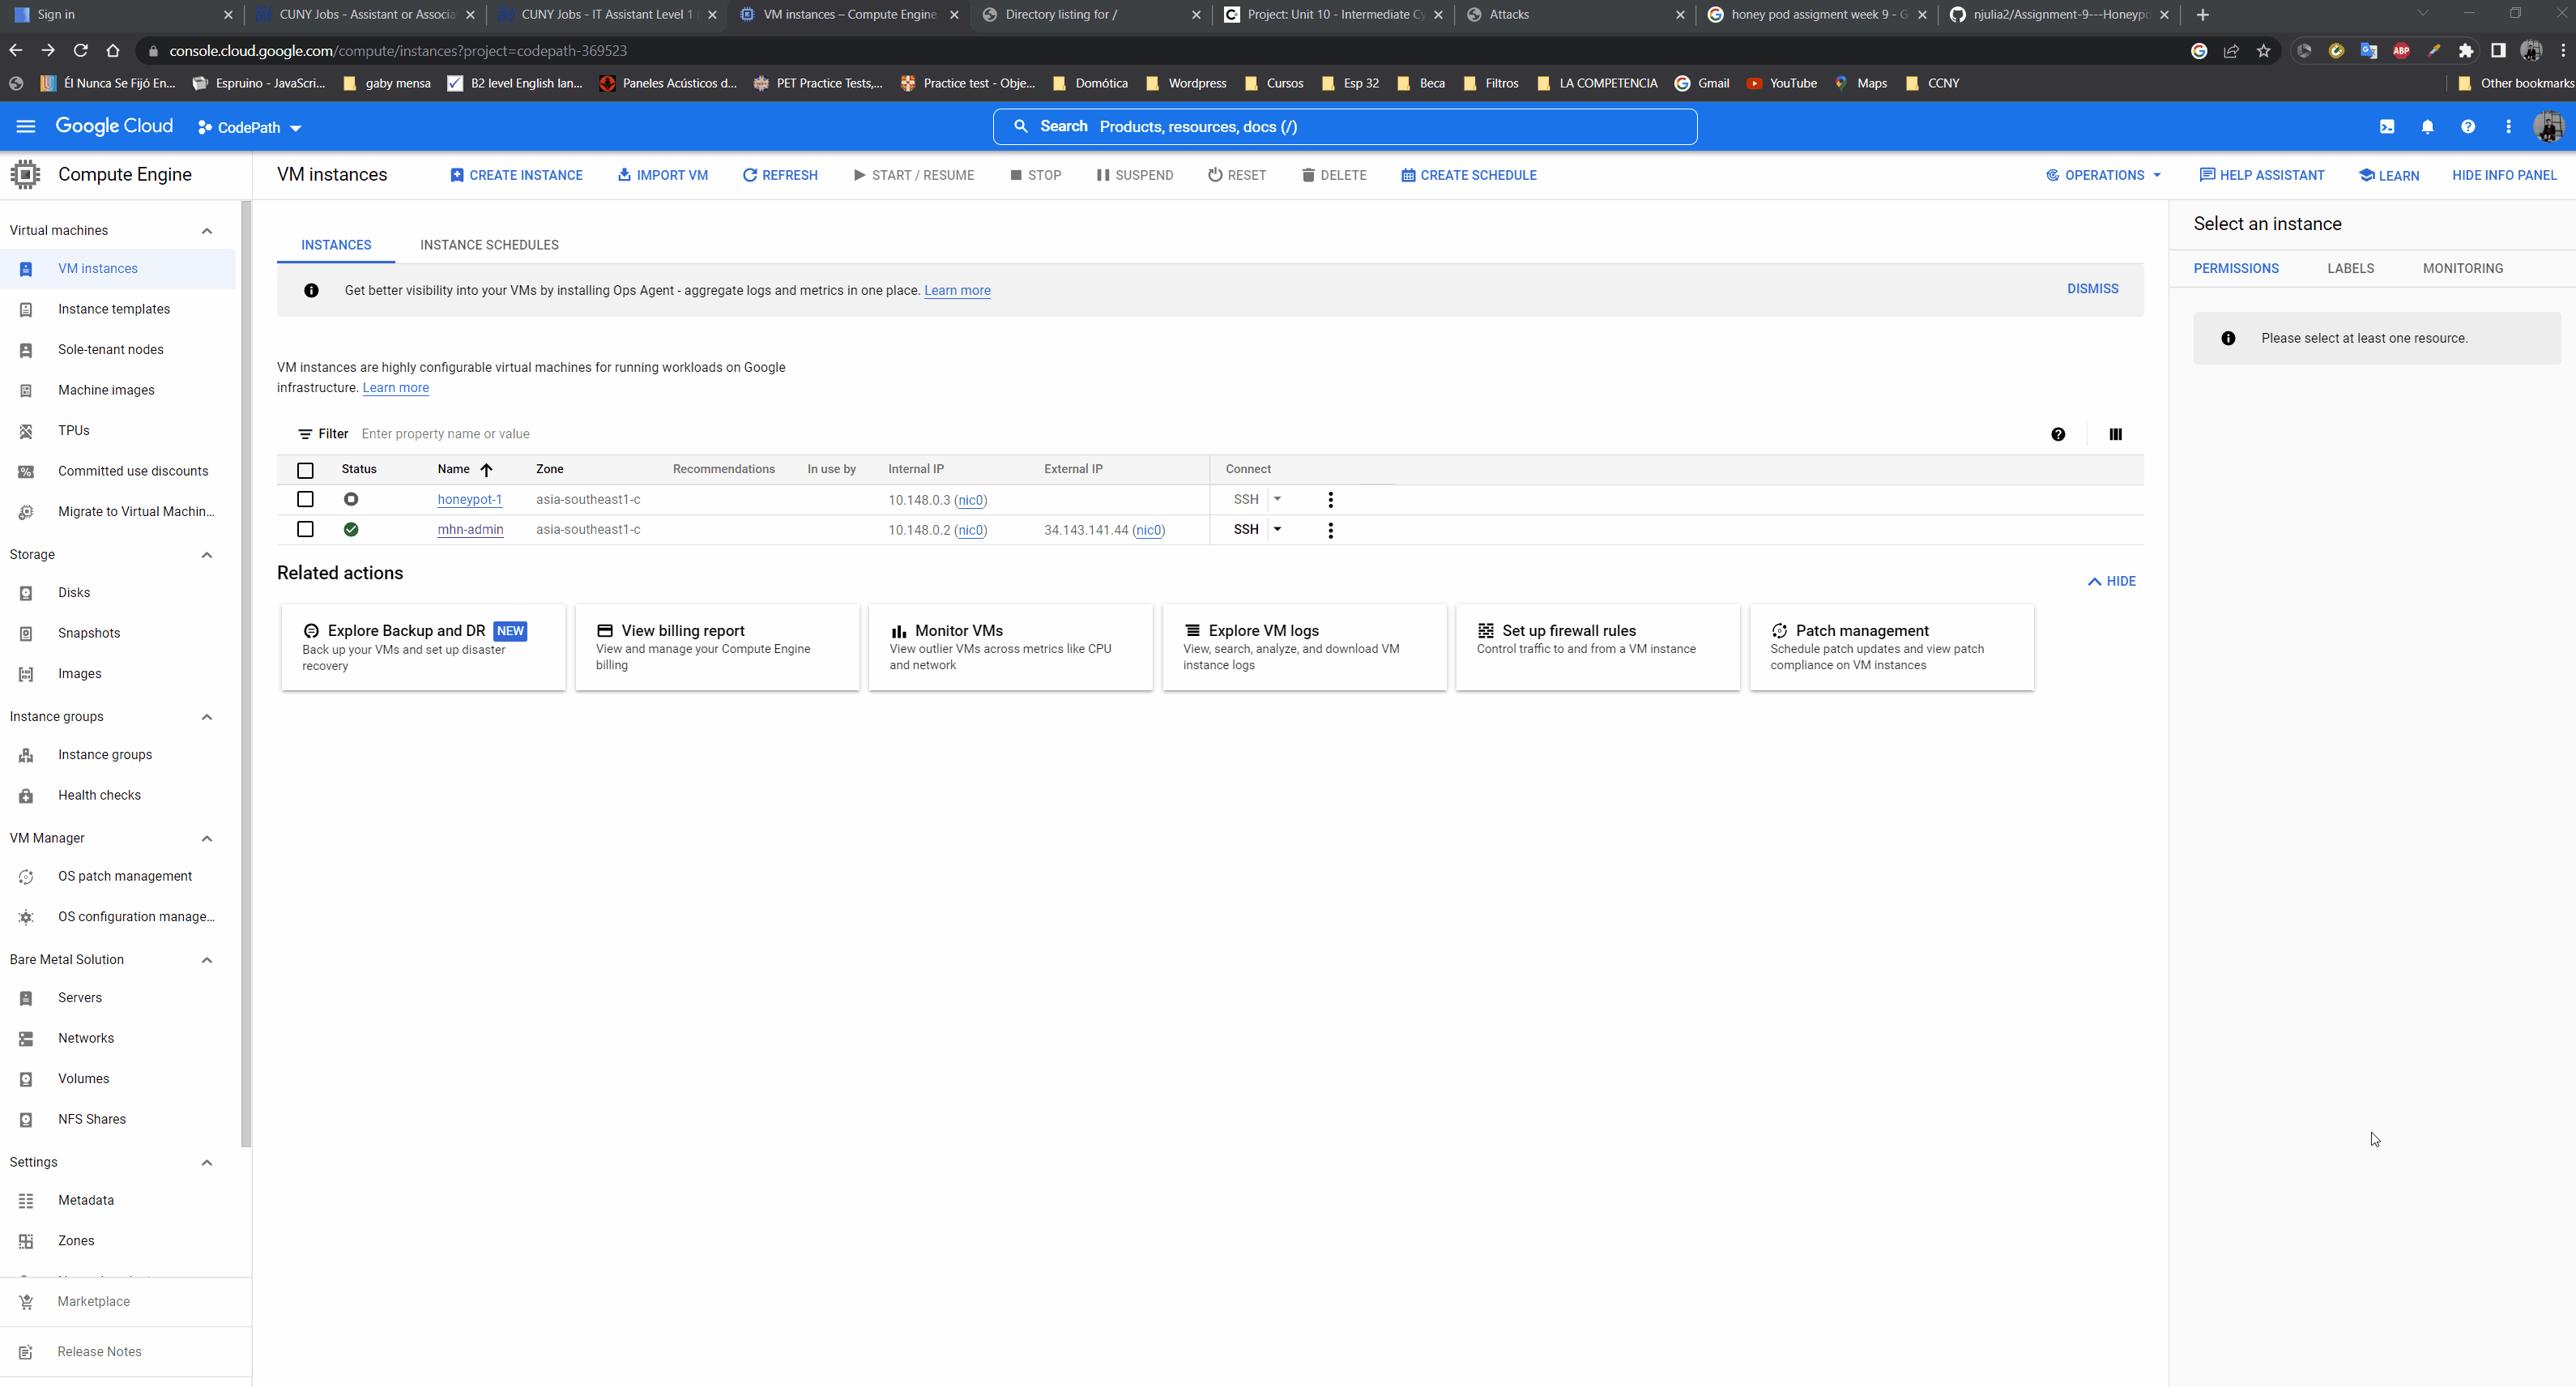 Sign in
CUNY Jobs - Assistant or Associa
CUNY Jobs - IT Assistant Level 1
VM instances – Compute Engine
Directory listing for /
Project: Unit 10 - Intermediate Cy
Attacks
honey pod assigment week 9 - G
njulia2/Assignment-9---Honeypo
console.cloud.google.com/compute/instances?project=codepath-369523
ABP
Él Nunca Se Fijó En...
Espruino - JavaScri...
gaby mensa
B2 level English lan...
Paneles Acústicos d...
PET Practice Tests,...
Practice test - Obje...
Domótica
Wordpress
Cursos
Esp 32
Beca
Filtros
LA COMPETENCIA
Gmail
YouTube
Maps
CCNY
Other bookmarks
Google Cloud
CodePath
Search Products, resources, docs (/)
Compute Engine
VM instances
CREATE INSTANCE
IMPORT VM
REFRESH
START / RESUME
STOP
SUSPEND
RESET
DELETE
CREATE SCHEDULE
OPERATIONS
HELP ASSISTANT
LEARN
HIDE INFO PANEL
Virtual machines
VM instances
Instance templates
Sole-tenant nodes
Machine images
TPUs
Committed use discounts
Migrate to Virtual Machin...
Storage
Disks
Snapshots
Images
Instance groups
Instance groups
Health checks
VM Manager
OS patch management
OS configuration manage...
Bare Metal Solution
Servers
Networks
Volumes
NFS Shares
Settings
Metadata
Zones
Marketplace
Release Notes
INSTANCES
INSTANCE SCHEDULES
Get better visibility into your VMs by installing Ops Agent - aggregate logs and metrics in one place. Learn more
DISMISS
VM instances are highly configurable virtual machines for running workloads on Google
infrastructure. Learn more
Filter Enter property name or value
Status Name Zone Recommendations In use by Internal IP External IP Connect
honeypot-1 asia-southeast1-c 10.148.0.3 (nic0) SSH
mhn-admin asia-southeast1-c 10.148.0.2 (nic0) 34.143.141.44 (nic0) SSH
Related actions
HIDE
Explore Backup and DR NEW
Back up your VMs and set up disaster
recovery
View billing report
View and manage your Compute Engine
billing
Monitor VMs
View outlier VMs across metrics like CPU
and network
Explore VM logs
View, search, analyze, and download VM
instance logs
Set up firewall rules
Control traffic to and from a VM instance
Patch management
Schedule patch updates and view patch
compliance on VM instances
Select an instance
PERMISSIONS
LABELS
MONITORING
Please select at least one resource.